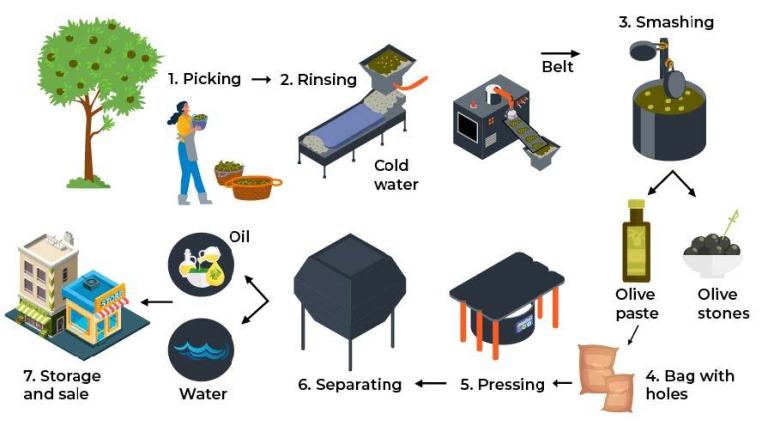 3. Smashing
1. Picking → 2. Rinsing
Belt
Cold
water
Oil
STORE
Olive
paste
Olive
stones
7. Storage
and sale
Water
6. Separating ← 5. Pressing ← 4. Bag with
holes